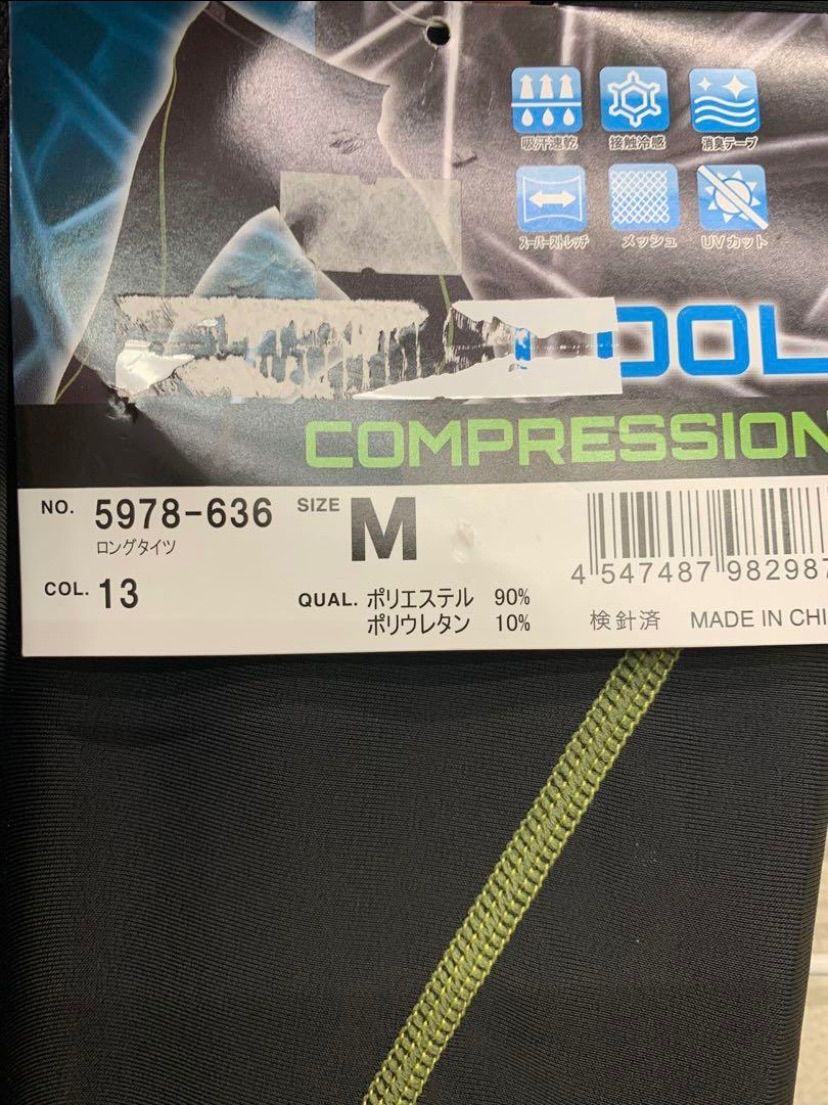 吸汗速乾 接触冷感 消臭テープ
スーパーストレッチ メッシュ UVカット
OOL
COMPRESSION
NO. 5978-636 SIZE M
ロングタイツ
4 547487 982987
COL. 13 QUAL. ポリエステル 90%
ポリウレタン 10%
検針済 MADE IN CHI